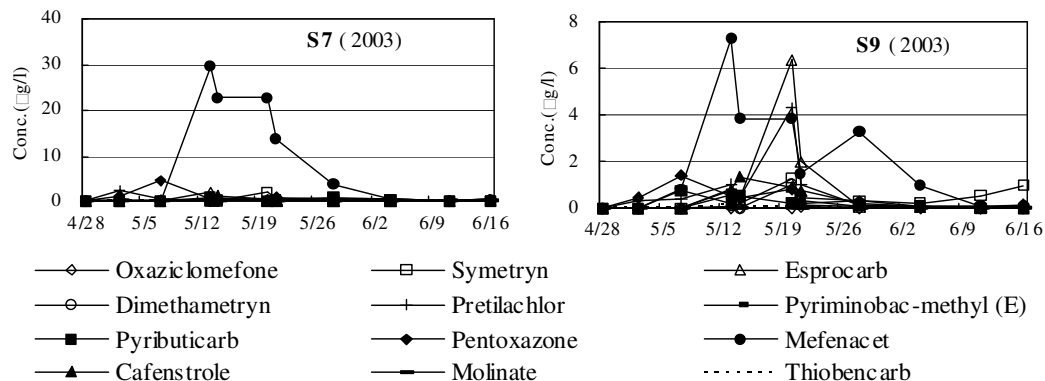 S7 (2003)
Conc.(□g/l)
40
30
20
10
0
4/28 5/5 5/12 5/19 5/26 6/2 6/9 6/16
S9 (2003)
Conc.(□g/l)
8
6
4
2
0
4/28 5/5 5/12 5/19 5/26 6/2 6/9 6/16
Oxaziclomefone Symetryn Esprocarb
Dimethametryn Pretilachlor Pyriminobac-methyl (E)
Pyributicarb Pentoxazone Mefenacet
Cafenstrole Molinate Thiobencarb